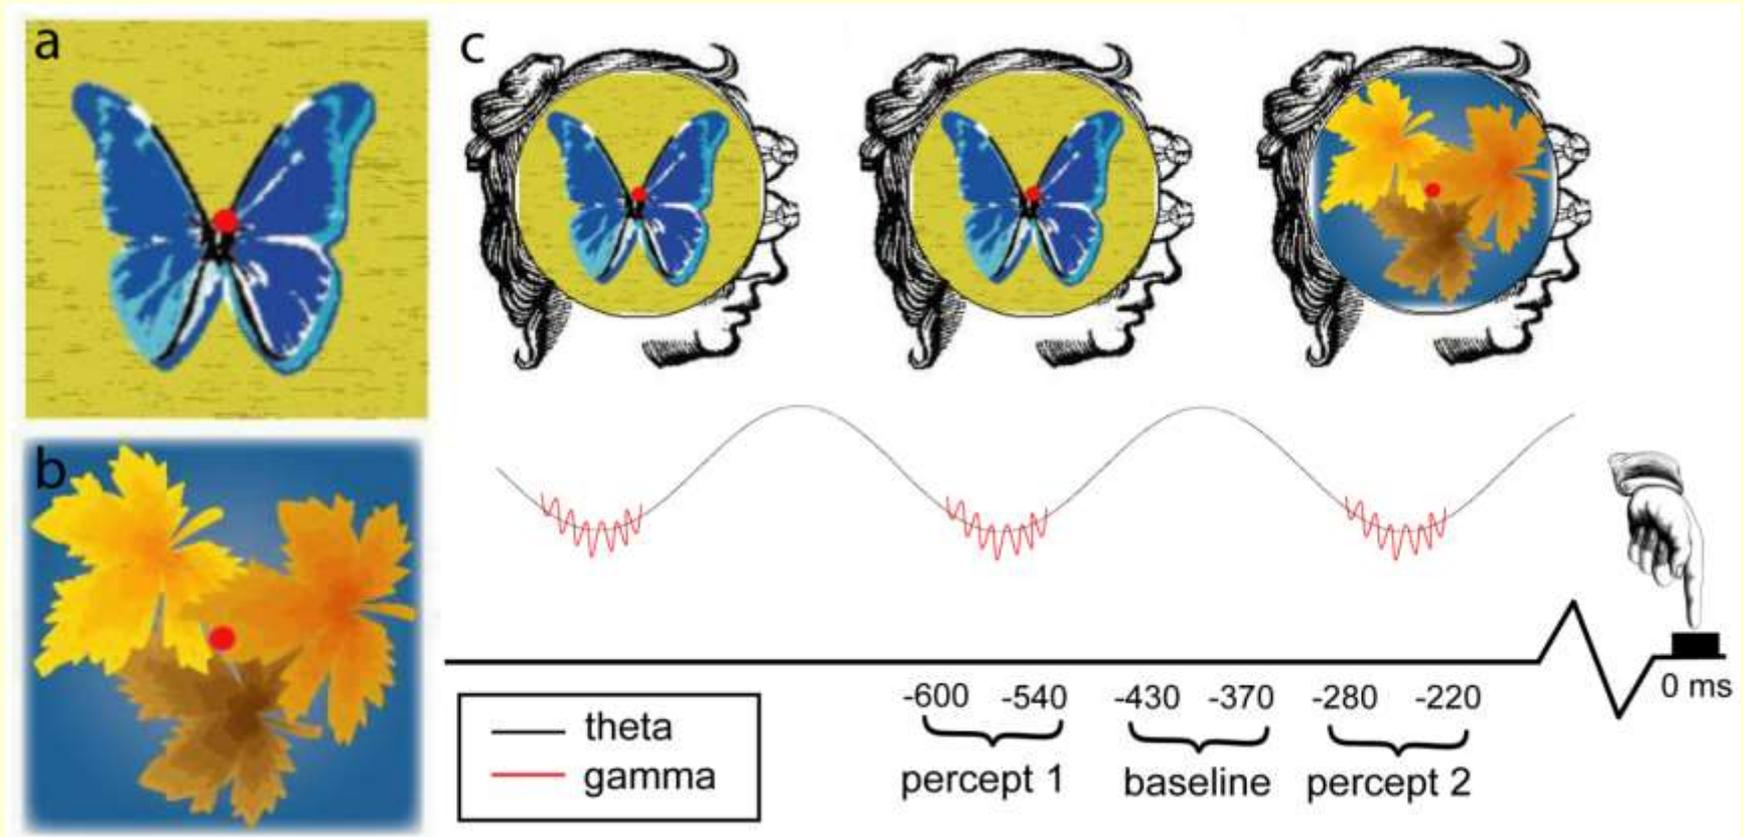 a
c
b
theta
gamma
-600 -540 -430 -370 -280 -220 0 ms
percept 1 baseline percept 2